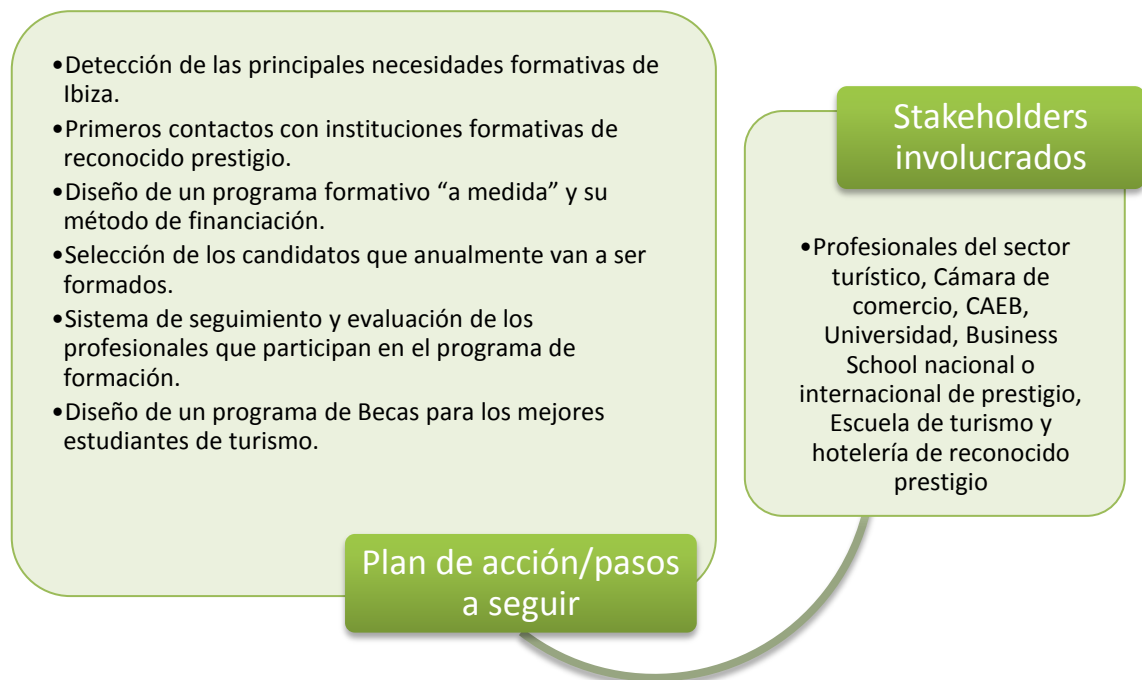 •Detección de las principales necesidades formativas de
Ibiza.
•Primeros contactos con instituciones formativas de
reconocido prestigio.
•Diseño de un programa formativo “a medida” y su
método de financiación.
•Selección de los candidatos que anualmente van a ser
formados.
•Sistema de seguimiento y evaluación de los
profesionales que participan en el programa de
formación.
•Diseño de un programa de Becas para los mejores
estudiantes de turismo.
Plan de acción/pasos
a seguir
Stakeholders
involucrados
•Profesionales del sector
turístico, Cámara de
comercio, CAEB,
Universidad, Business
School nacional o
internacional de prestigio,
Escuela de turismo y
hotelería de reconocido
prestigio